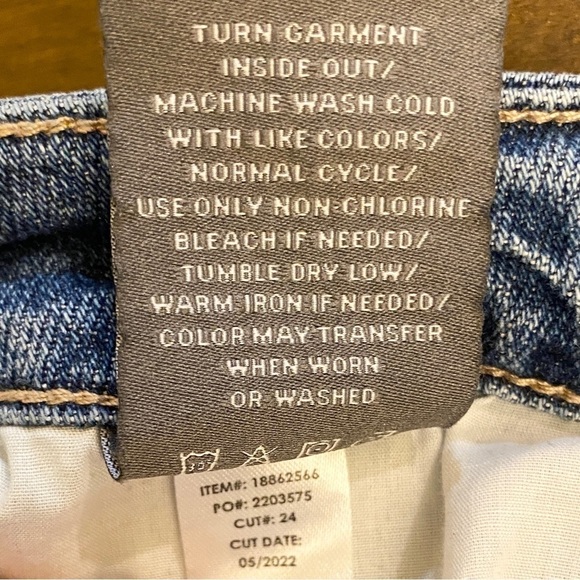 TURN GARMENT
INSIDE OUT/
MACHINE WASH COLD
WITH LIKE COLORS/
NORMAL CYCLE/
USE ONLY NON-CHLORINE
BLEACH IF NEEDED/
TUMBLE DRY LOW/
WARM IRON IF NEEDED/
COLOR MAY TRANSFER
WHEN WORN
OR WASHED
ITEM#: 18862566
PO#: 2203575
CUT#: 24
CUT DATE:
05/2022